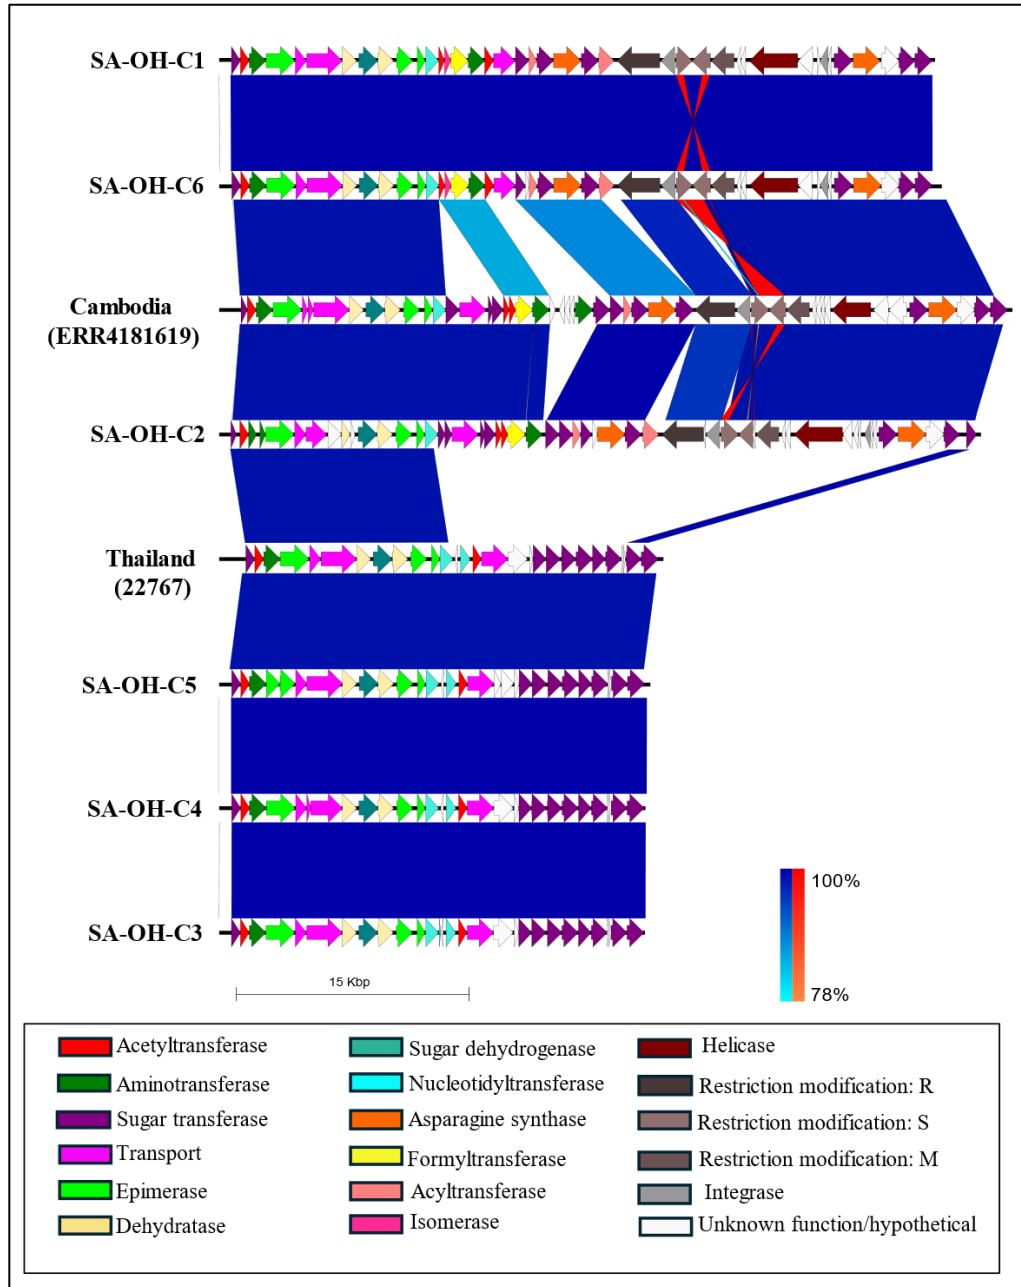 SA-OH-C1
SA-OH-C6
Cambodia
(ERR4181619)
SA-OH-C2
Thailand
(22767)
SA-OH-C5
SA-OH-C4
SA-OH-C3
15 Kbp
100%
78%
Acetyltransferase
Aminotransferase
Sugar transferase
Transport
Epimerase
Dehydratase
Sugar dehydrogenase
Nucleotidyltransferase
Asparagine synthase
Formyltransferase
Acyltransferase
Isomerase
Helicase
Restriction modification: R
Restriction modification: S
Restriction modification: M
Integrase
Unknown function/hypothetical